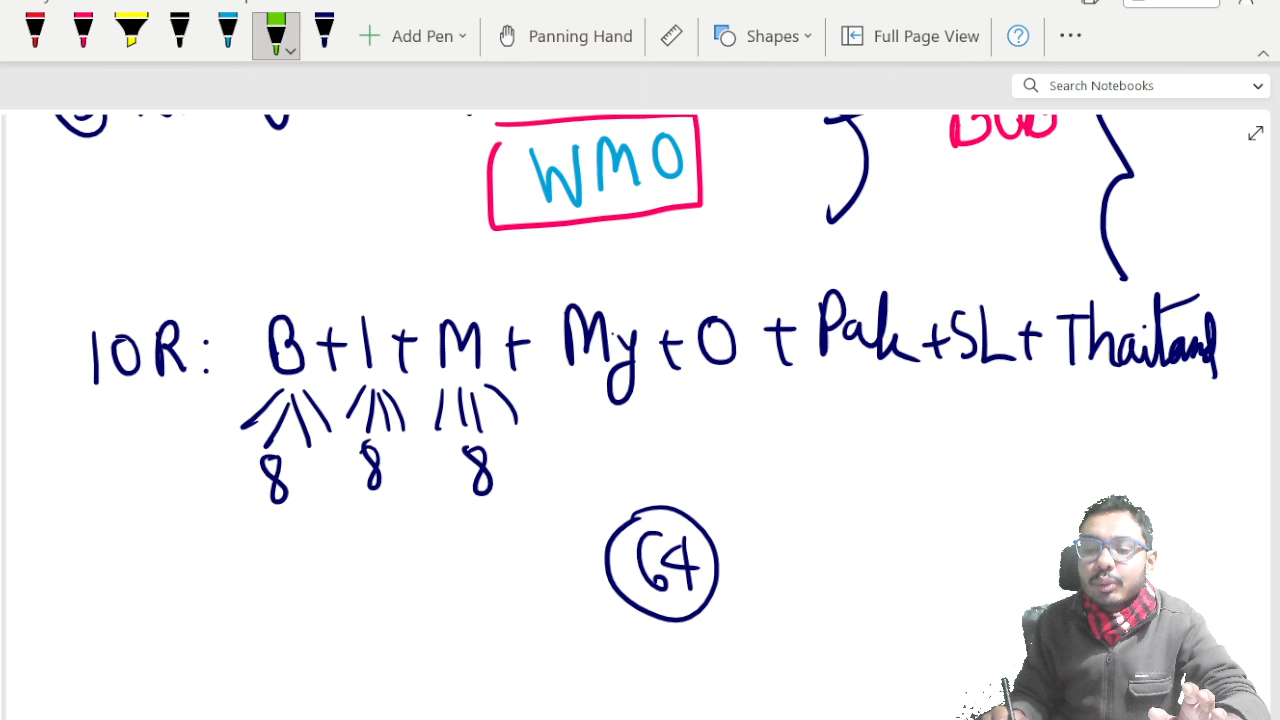 Add Pen Panning Hand Shapes Full Page View
Search Notebooks
WMO
IOR: B + I + M + My + O + Pak + SL + Thailand
8 8 8
64